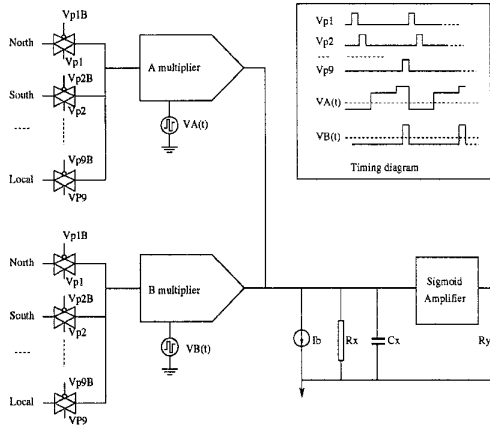 Vp1B
North
Vp1
Vp2B
South
Vp2
----
Vp9B
Local
VP9
A multiplier
VA(t)
Vp1
Vp2
Vp9
VA(t)
VB(t)
Timing diagram
Vp1B
North
Vp1
Vp2B
South
Vp2
----
Vp9B
Local
VP9
B multiplier
VB(t)
Ib
Rx
Cx
Sigmoid
Amplifier
Ry